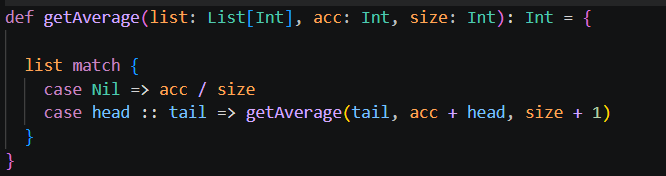 def getAverage(list: List[Int], acc: Int, size: Int): Int = {
list match {
case Nil => acc / size
case head :: tail => getAverage(tail, acc + head, size + 1)
}
}